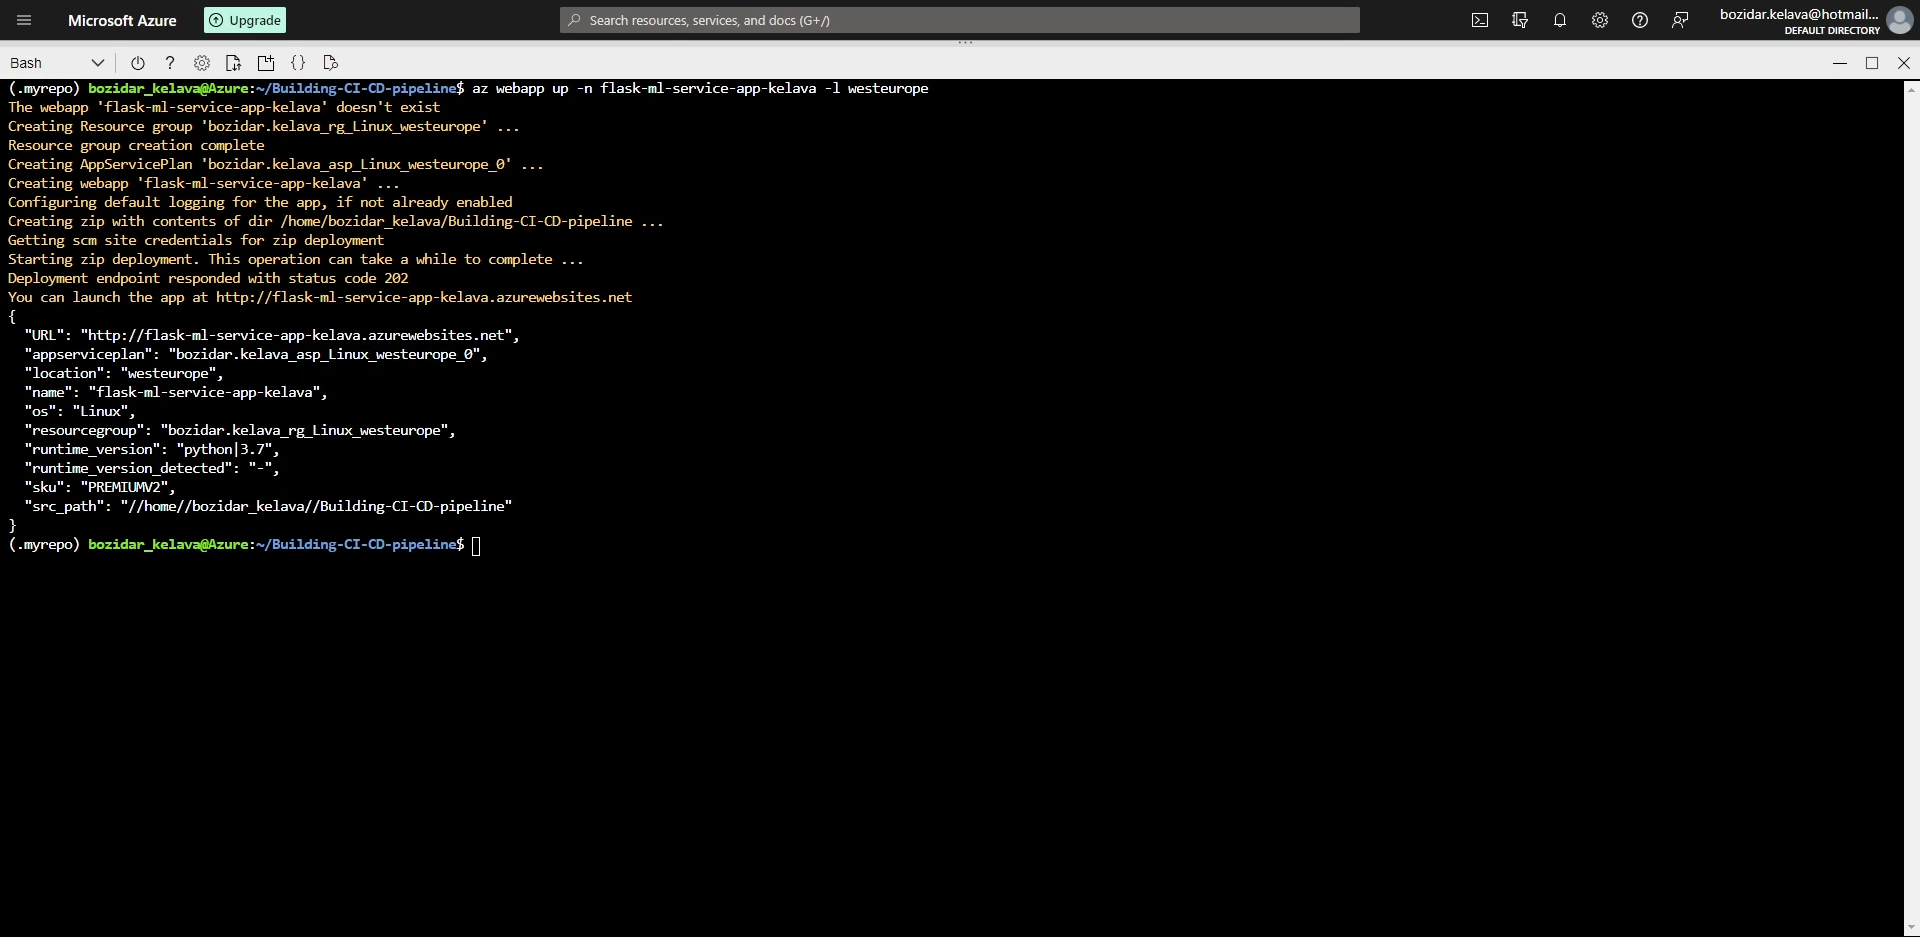 Microsoft Azure
Upgrade
Search resources, services, and docs (G+/)
bozidar.kelava@hotmail...
DEFAULT DIRECTORY
Bash
(.myrepo) bozidar_kelava@Azure:~/Building-CI-CD-pipeline$ az webapp up -n flask-ml-service-app-kelava -l westeurope
The webapp 'flask-ml-service-app-kelava' doesn't exist
Creating Resource group 'bozidar.kelava_rg_Linux_westeurope' ...
Resource group creation complete
Creating AppServicePlan 'bozidar.kelava_asp_Linux_westeurope_0' ...
Creating webapp 'flask-ml-service-app-kelava' ...
Configuring default logging for the app, if not already enabled
Creating zip with contents of dir /home/bozidar_kelava/Building-CI-CD-pipeline ...
Getting scm site credentials for zip deployment
Starting zip deployment. This operation can take a while to complete ...
Deployment endpoint responded with status code 202
You can launch the app at http://flask-ml-service-app-kelava.azurewebsites.net
{
  "URL": "http://flask-ml-service-app-kelava.azurewebsites.net",
  "appserviceplan": "bozidar.kelava_asp_Linux_westeurope_0",
  "location": "westeurope",
  "name": "flask-ml-service-app-kelava",
  "os": "Linux",
  "resourcegroup": "bozidar.kelava_rg_Linux_westeurope",
  "runtime_version": "python|3.7",
  "runtime_version_detected": "-",
  "sku": "PREMIUMV2",
  "src_path": "//home//bozidar_kelava//Building-CI-CD-pipeline"
}
(.myrepo) bozidar_kelava@Azure:~/Building-CI-CD-pipeline$